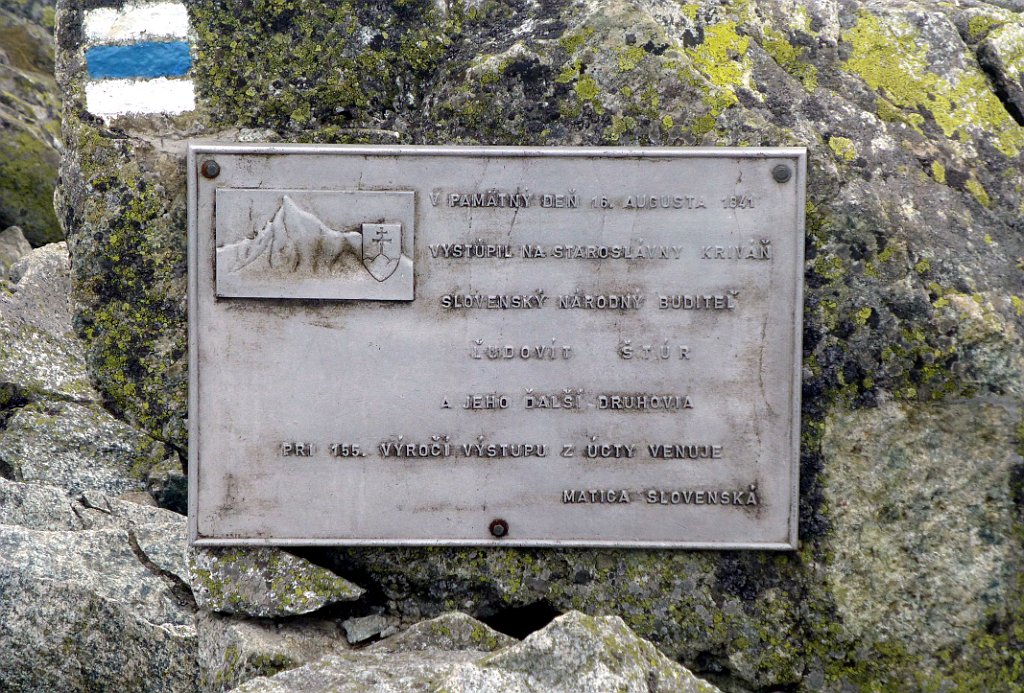 V PAMÄTNÝ DEŇ 16. AUGUSTA 1841
VYSTÚPIL NA STAROSLÁVNY KRIVÁŇ
SLOVENSKÝ NÁRODNÝ BUDITEĽ
ĽUDOVÍT ŠTÚR
A JEHO ĎALŠÍ DRUHOVIA
PRI 155. VÝROČÍ VÝSTUPU Z ÚCTY VENUJE
MATICA SLOVENSKÁ